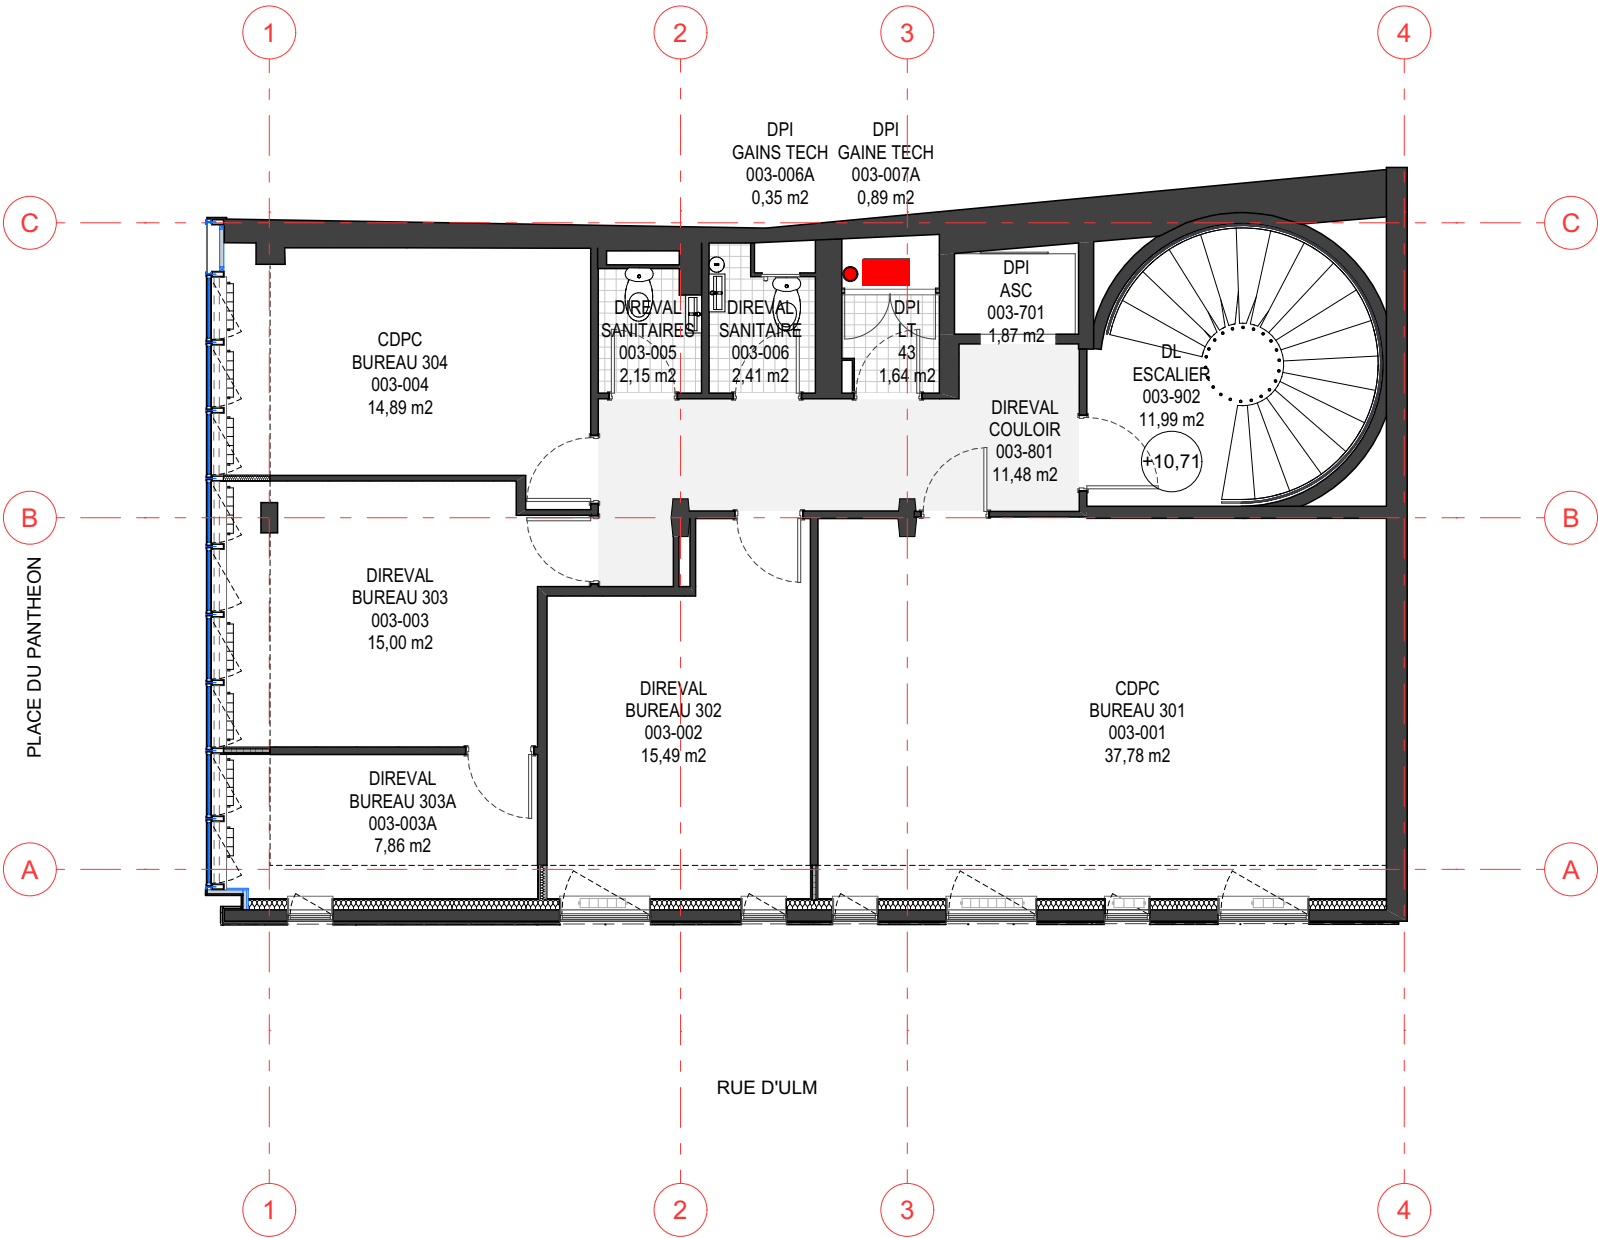 1
2
3
4
DPI
GAINS TECH
003-006A
0,35 m2
DPI
GAINE TECH
003-007A
0,89 m2
C
C
CDPC
BUREAU 304
003-004
14,89 m2
DIREVAL
SANITAIRES
003-005
2,15 m2
DIREVAL
SANITAIRE
003-006
2,41 m2
DPI
LT
43
1,64 m2
DPI
ASC
003-701
1,87 m2
DL
ESCALIER
003-902
11,99 m2
+10,71
DIREVAL
COULOIR
003-801
11,48 m2
B
B
PLACE DU PANTHEON
DIREVAL
BUREAU 303
003-003
15,00 m2
DIREVAL
BUREAU 302
003-002
15,49 m2
CDPC
BUREAU 301
003-001
37,78 m2
DIREVAL
BUREAU 303A
003-003A
7,86 m2
A
A
RUE D'ULM
1
2
3
4